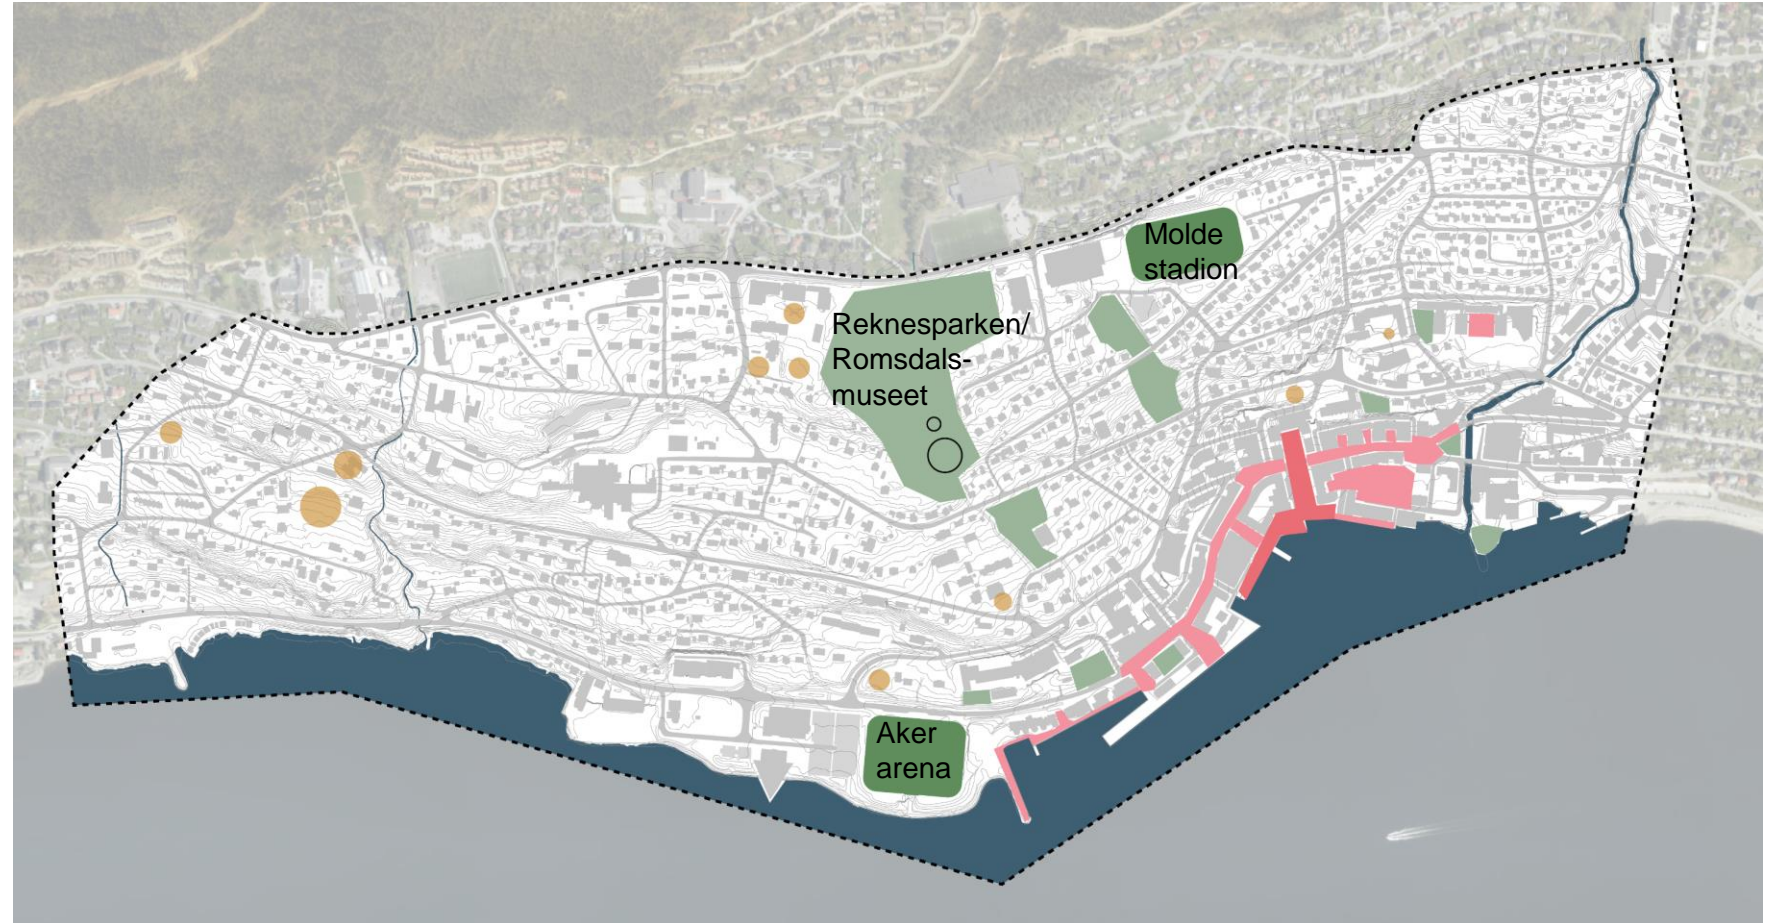 Molde
stadion
Reknesparken/
Romsdals-
museet
Aker
arena